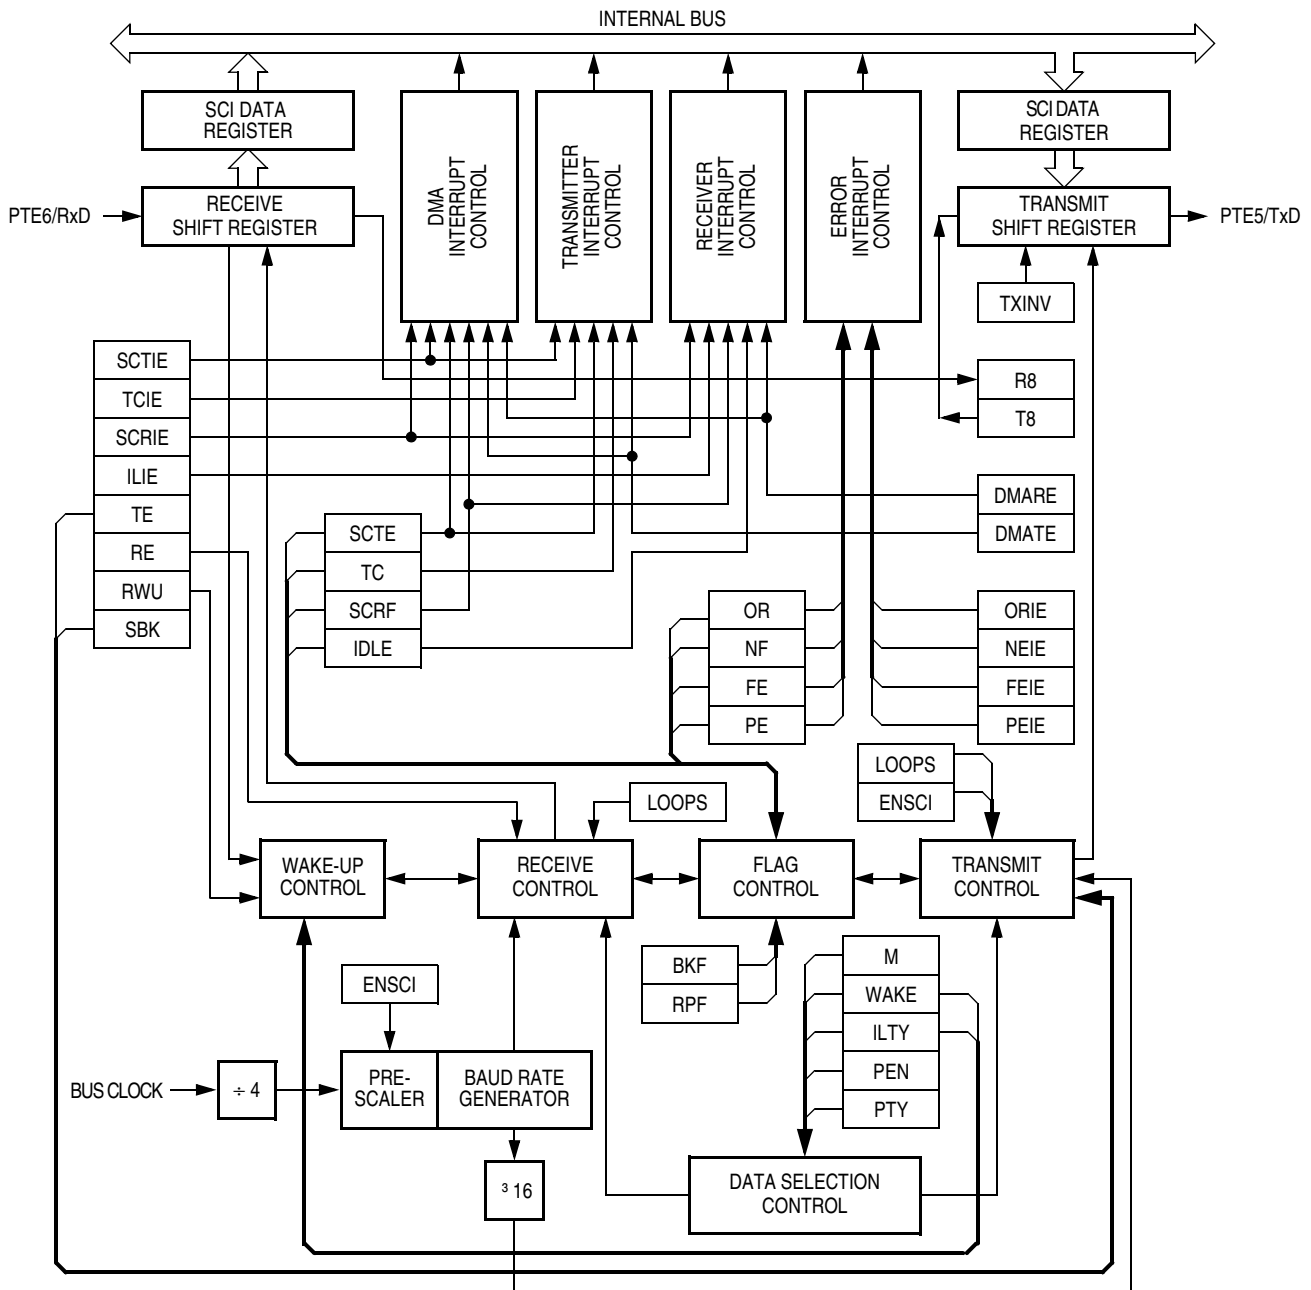 INTERNAL BUS
SCI DATA
REGISTER
DMA
INTERRUPT
CONTROL
TRANSMITTER
INTERRUPT
CONTROL
RECEIVER
INTERRUPT
CONTROL
ERROR
INTERRUPT
CONTROL
SCI DATA
REGISTER
PTE6/RxD
RECEIVE
SHIFT REGISTER
TRANSMIT
SHIFT REGISTER
PTE5/TxD
TXINV
SCTIE
TCIE
SCRIE
ILIE
TE
RE
RWU
SBK
R8
T8
DMARE
DMATE
SCTE
TC
SCRF
IDLE
OR
NF
FE
PE
ORIE
NEIE
FEIE
PEIE
LOOPS
LOOPS
ENSCI
WAKE-UP
CONTROL
RECEIVE
CONTROL
FLAG
CONTROL
TRANSMIT
CONTROL
BKF
RPF
M
WAKE
ILTY
PEN
PTY
ENSCI
BUS CLOCK
÷ 4
PRE-
SCALER
BAUD RATE
GENERATOR
³ 16
DATA SELECTION
CONTROL